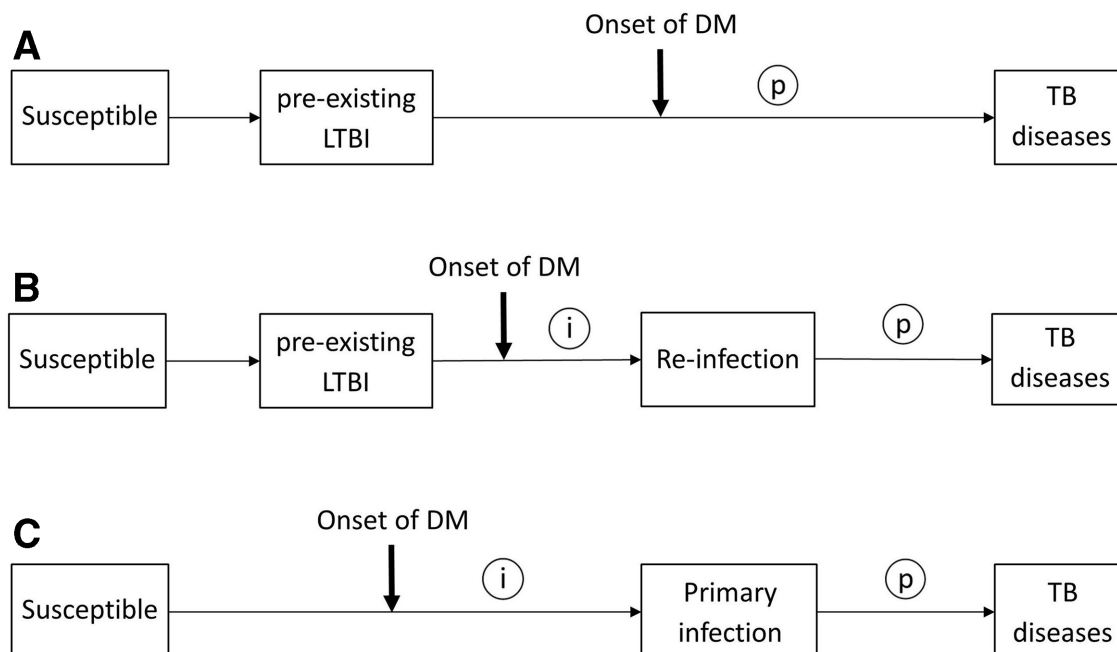 A
Onset of DM
p
Susceptible
pre-existing
LTBI
TB
diseases
B
Onset of DM
i
p
Susceptible
pre-existing
LTBI
Re-infection
TB
diseases
C
Onset of DM
i
p
Susceptible
Primary
infection
TB
diseases